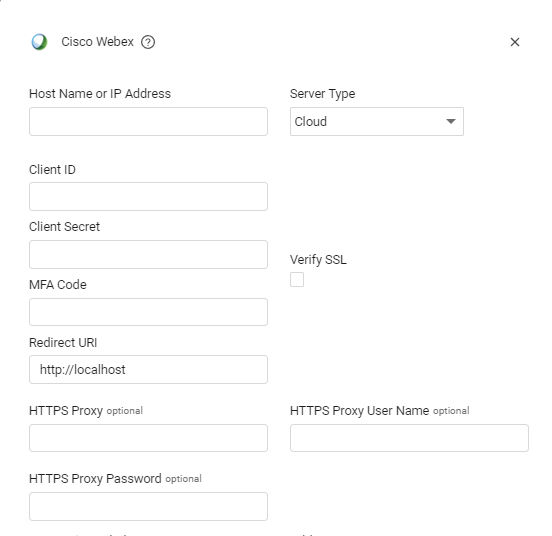 Cisco Webex
Host Name or IP Address
Server Type
Cloud
Client ID
Client Secret
Verify SSL
MFA Code
Redirect URI
http://localhost
HTTPS Proxy optional
HTTPS Proxy User Name optional
HTTPS Proxy Password optional